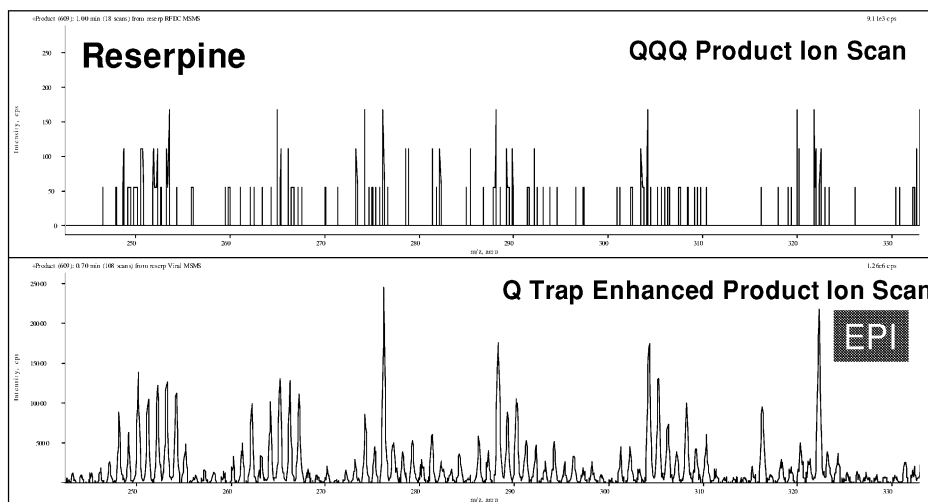 +Product (609): 1.00 min (18 scans) from reserp RFDC MSMS
9.11e3 cps
Reserpine
QQQ Product Ion Scan
Intensity, cps
250
200
150
100
50
0
250 260 270 280 290 300 310 320 330
m/z, amu
+Product (609): 0.70 min (108 scans) from reserp Viral MSMS
1.26e6 cps
Q Trap Enhanced Product Ion Scan
EPI
Intensity, cps
25000
20000
15000
10000
5000
250 260 270 280 290 300 310 320 330
m/z, amu